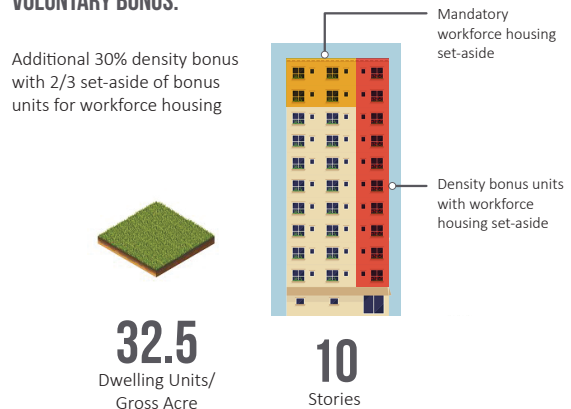 VOLUNTARY BONUS:
Additional 30% density bonus
with 2/3 set-aside of bonus
units for workforce housing
Mandatory
workforce housing
set-aside
Density bonus units
with workforce
housing set-aside
32.5
Dwelling Units/
Gross Acre
10
Stories